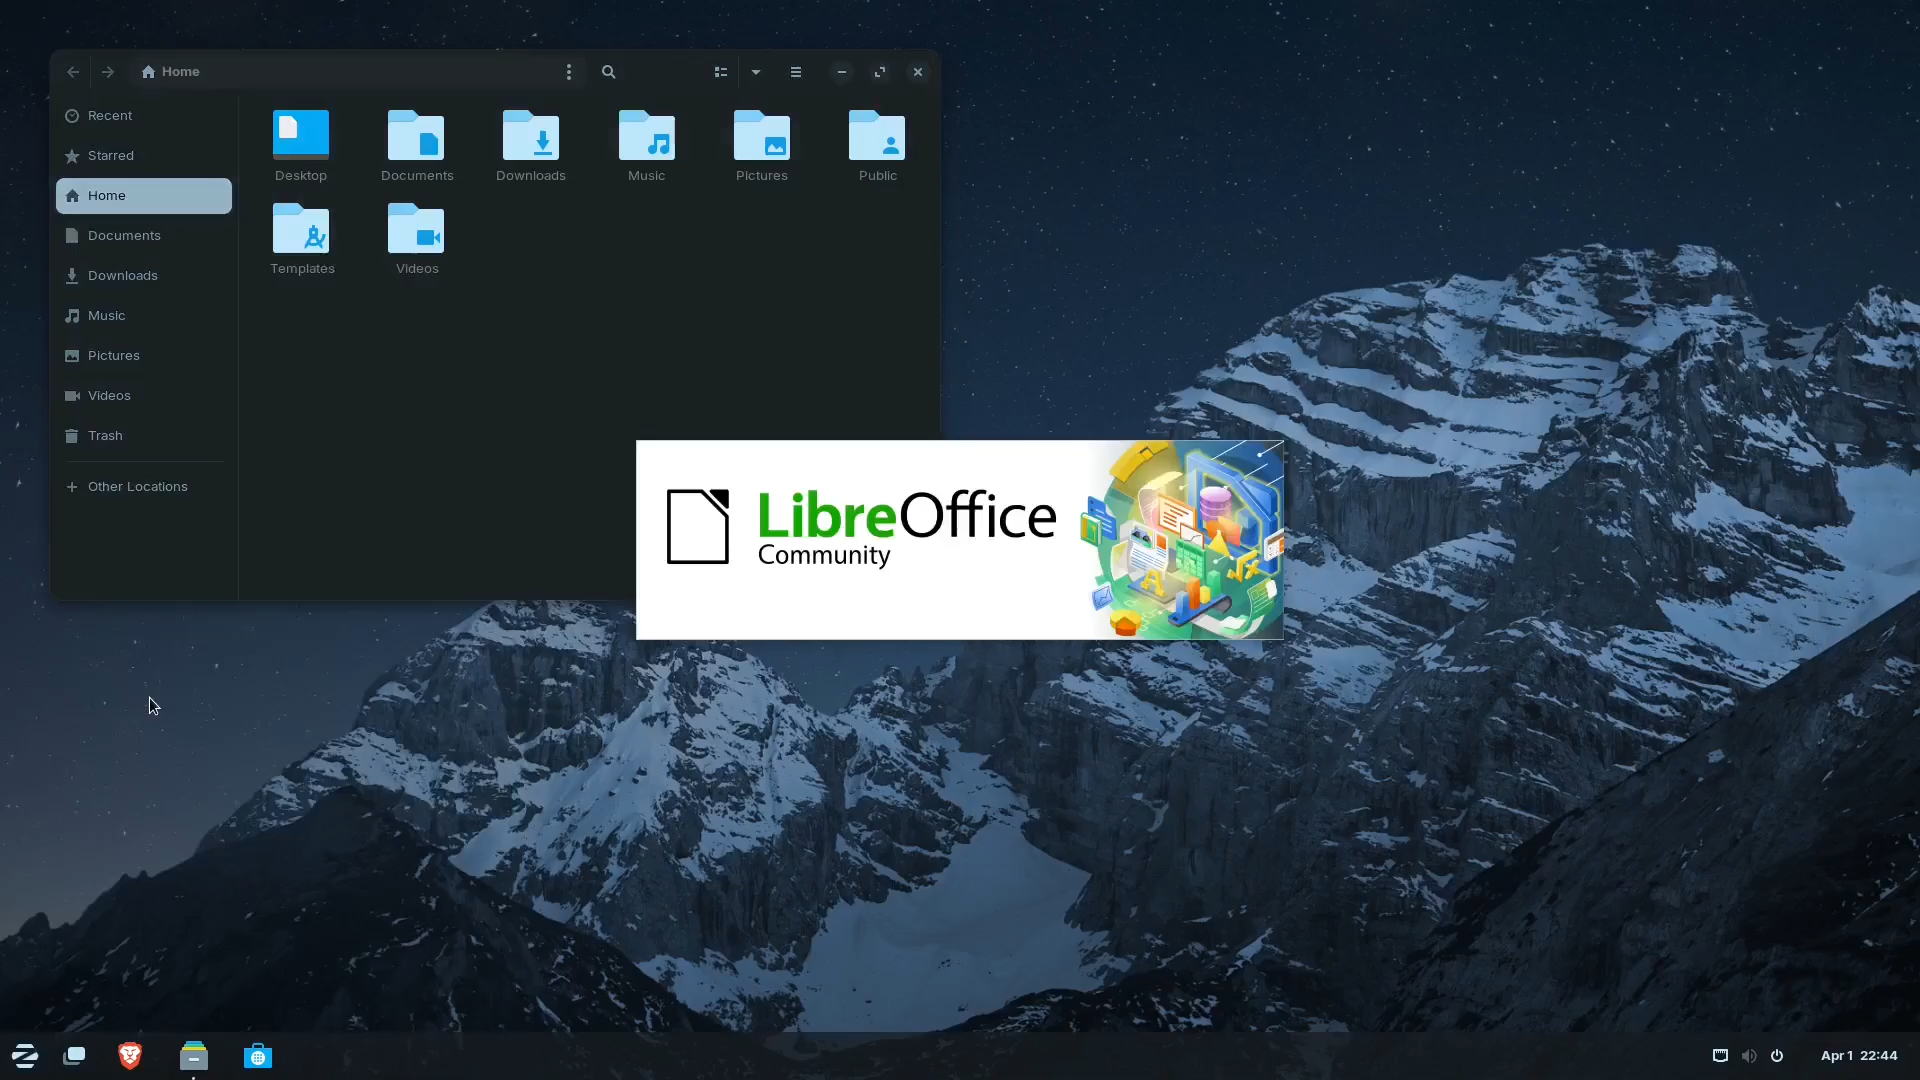 Home
Recent
Starred
Home
Documents
Downloads
Music
Pictures
Videos
Trash
Other Locations
Desktop
Documents
Downloads
Music
Pictures
Public
Templates
Videos
LibreOffice
Community
Apr 1 22:44